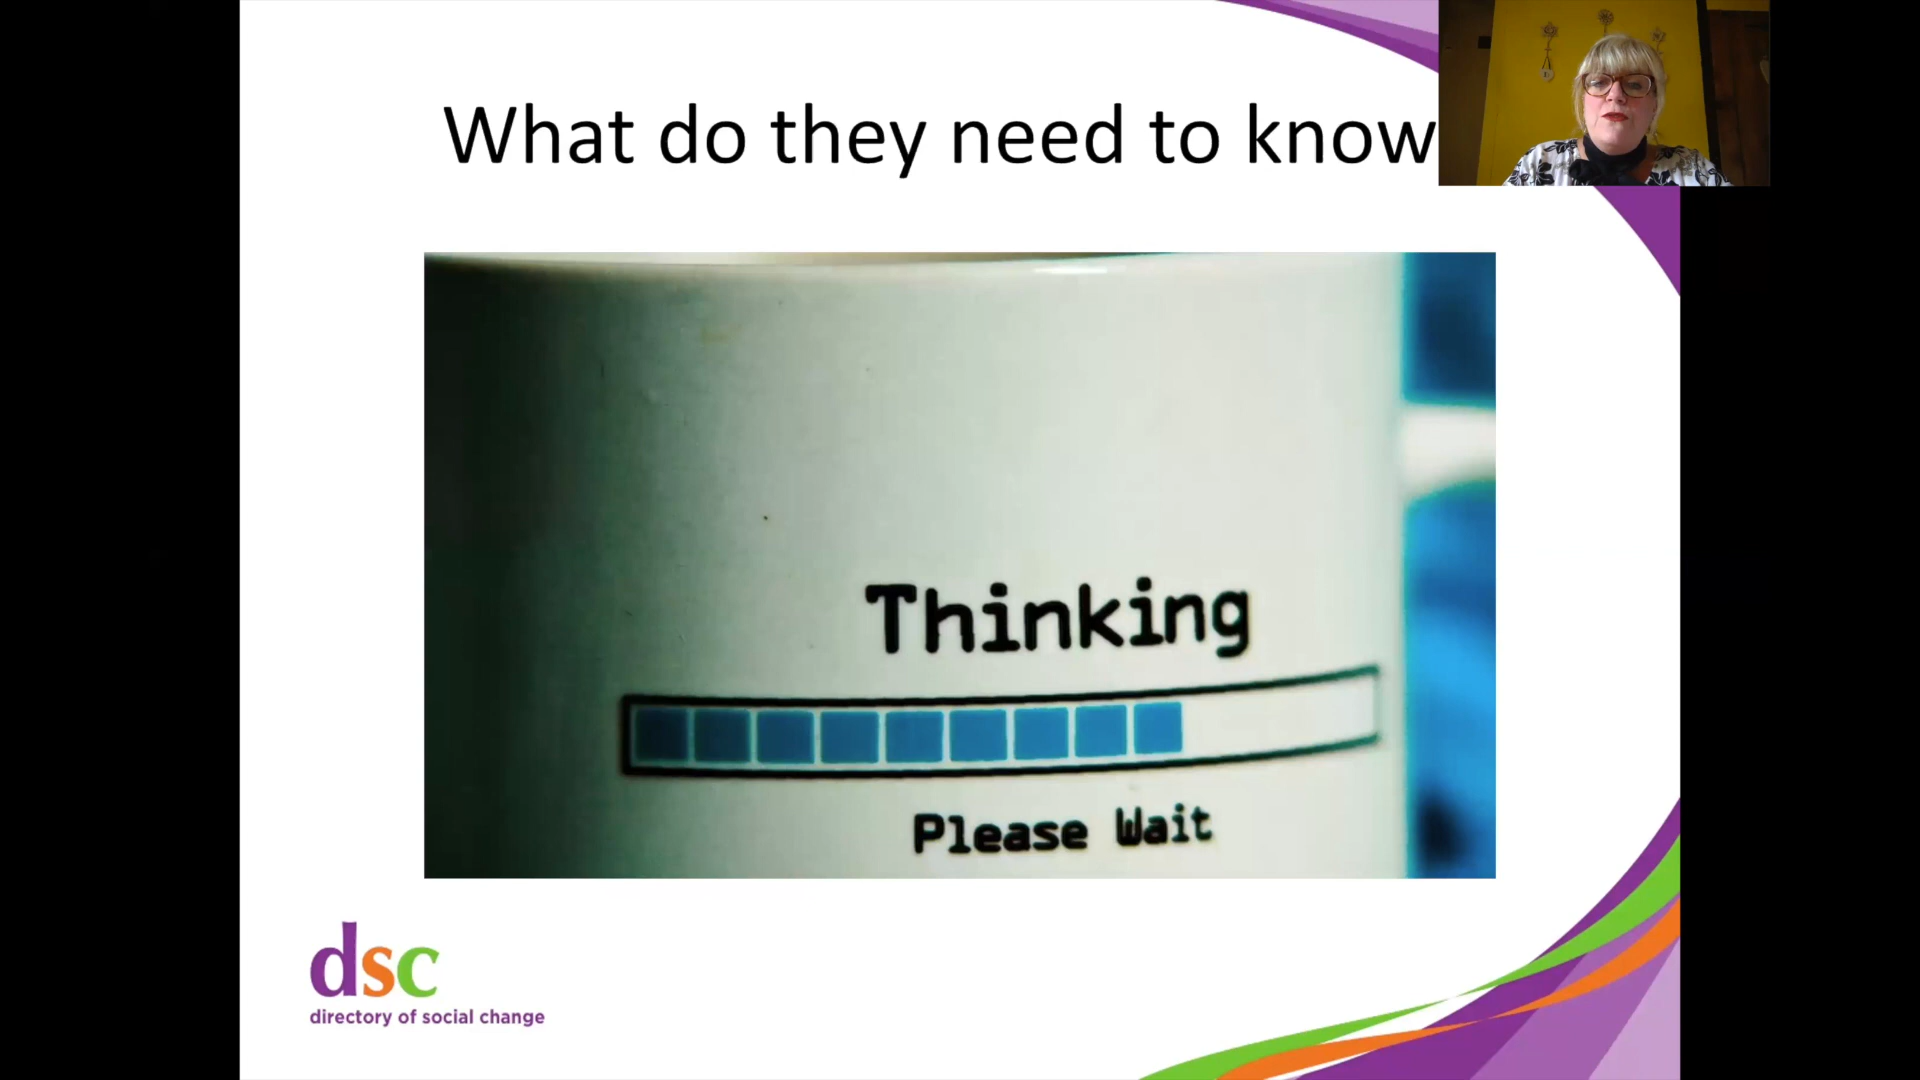 What do they need to know
Thinking
Please Wait
dsc
directory of social change